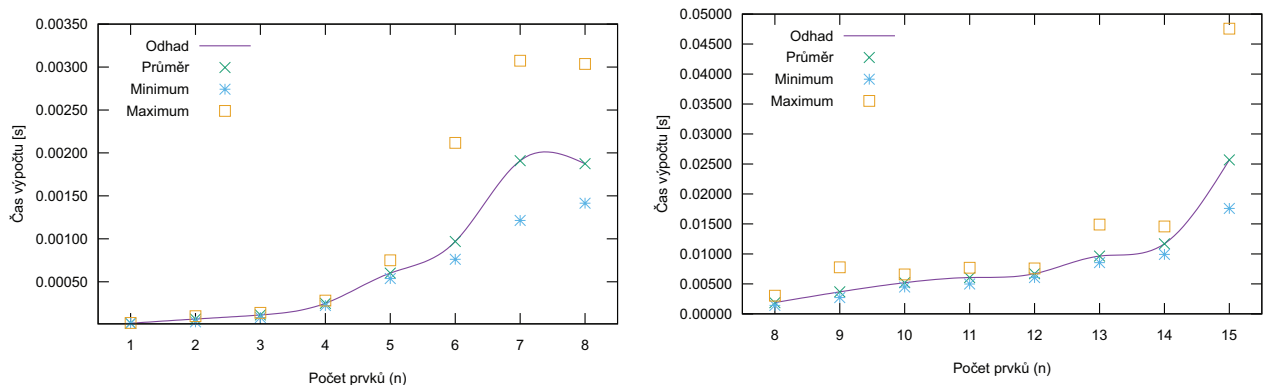 0.00350
0.00300
0.00250
0.00200
0.00150
0.00100
0.00050
Čas výpočtu [s]
Odhad
Průměr
Minimum
Maximum
1 2 3 4 5 6 7 8
Počet prvků (n)
0.05000
0.04500
0.04000
0.03500
0.03000
0.02500
0.02000
0.01500
0.01000
0.00500
0.00000
Čas výpočtu [s]
Odhad
Průměr
Minimum
Maximum
8 9 10 11 12 13 14 15
Počet prvků (n)